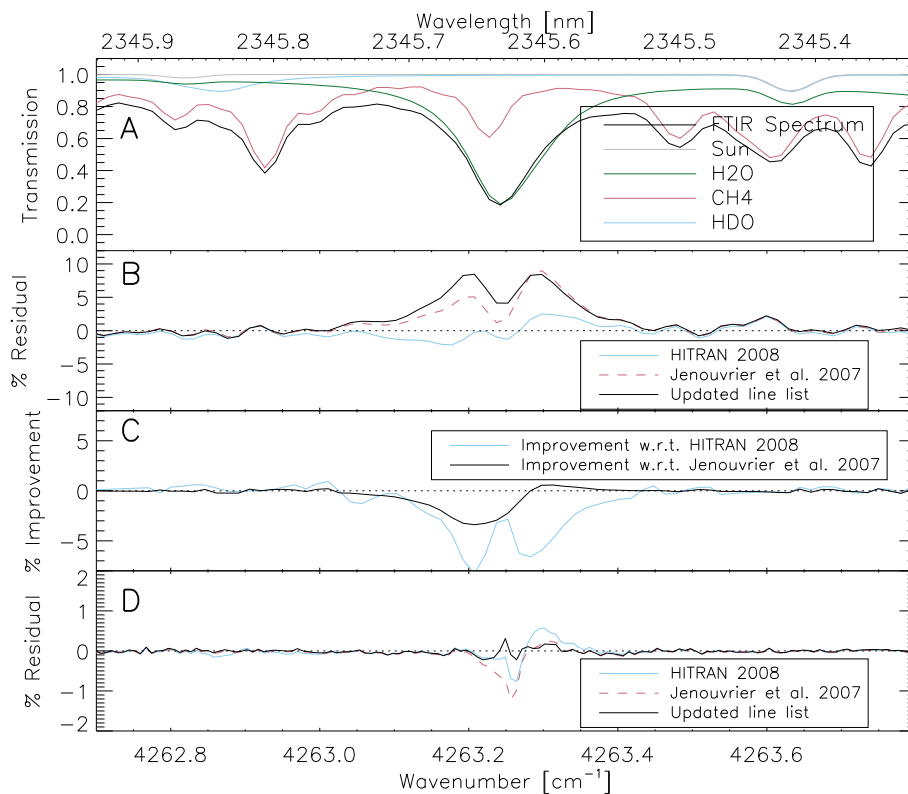 Wavelength [nm]
2345.9 2345.8 2345.7 2345.6 2345.5 2345.4
Transmission
1.0
0.8
0.6
0.4
0.2
0.0
A
FTIR Spectrum
Sun
H2O
CH4
HDO
% Residual
10
5
0
−5
−10
B
HITRAN 2008
Jenouvrier et al. 2007
Updated line list
% Improvement
5
0
−5
C
Improvement w.r.t. HITRAN 2008
Improvement w.r.t. Jenouvrier et al. 2007
% Residual
2
1
0
−1
−2
D
HITRAN 2008
Jenouvrier et al. 2007
Updated line list
4262.8 4263.0 4263.2 4263.4 4263.6 4263.8
Wavenumber [cm⁻¹]